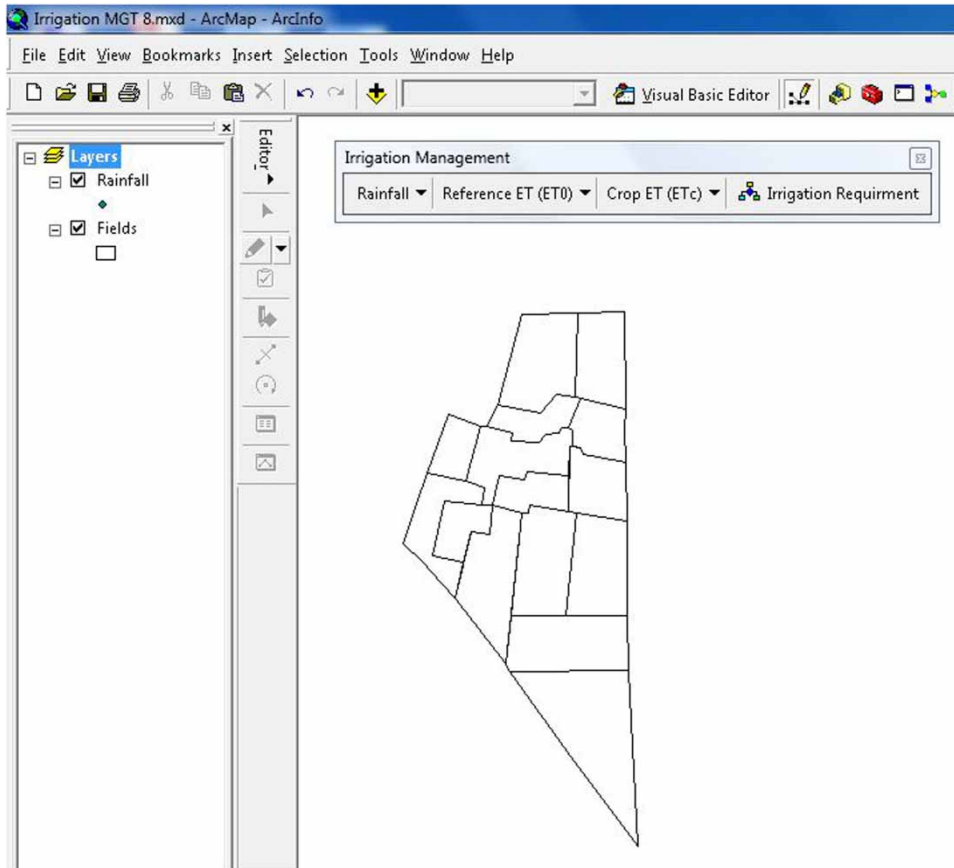 Irrigation MGT 8.mxd - ArcMap - ArcInfo
File Edit View Bookmarks Insert Selection Tools Window Help
Visual Basic Editor
Layers
Rainfall
Fields
Editor
Irrigation Management
Rainfall Reference ET (ET0) Crop ET (ETc) Irrigation Requirment